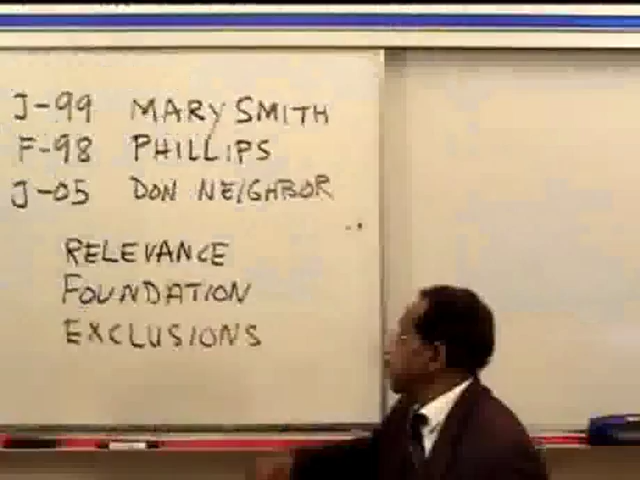 J-99 MARY SMITH
F-98 PHILLIPS
J-05 DON NEIGHBOR
RELEVANCE
FOUNDATION
EXCLUSIONS